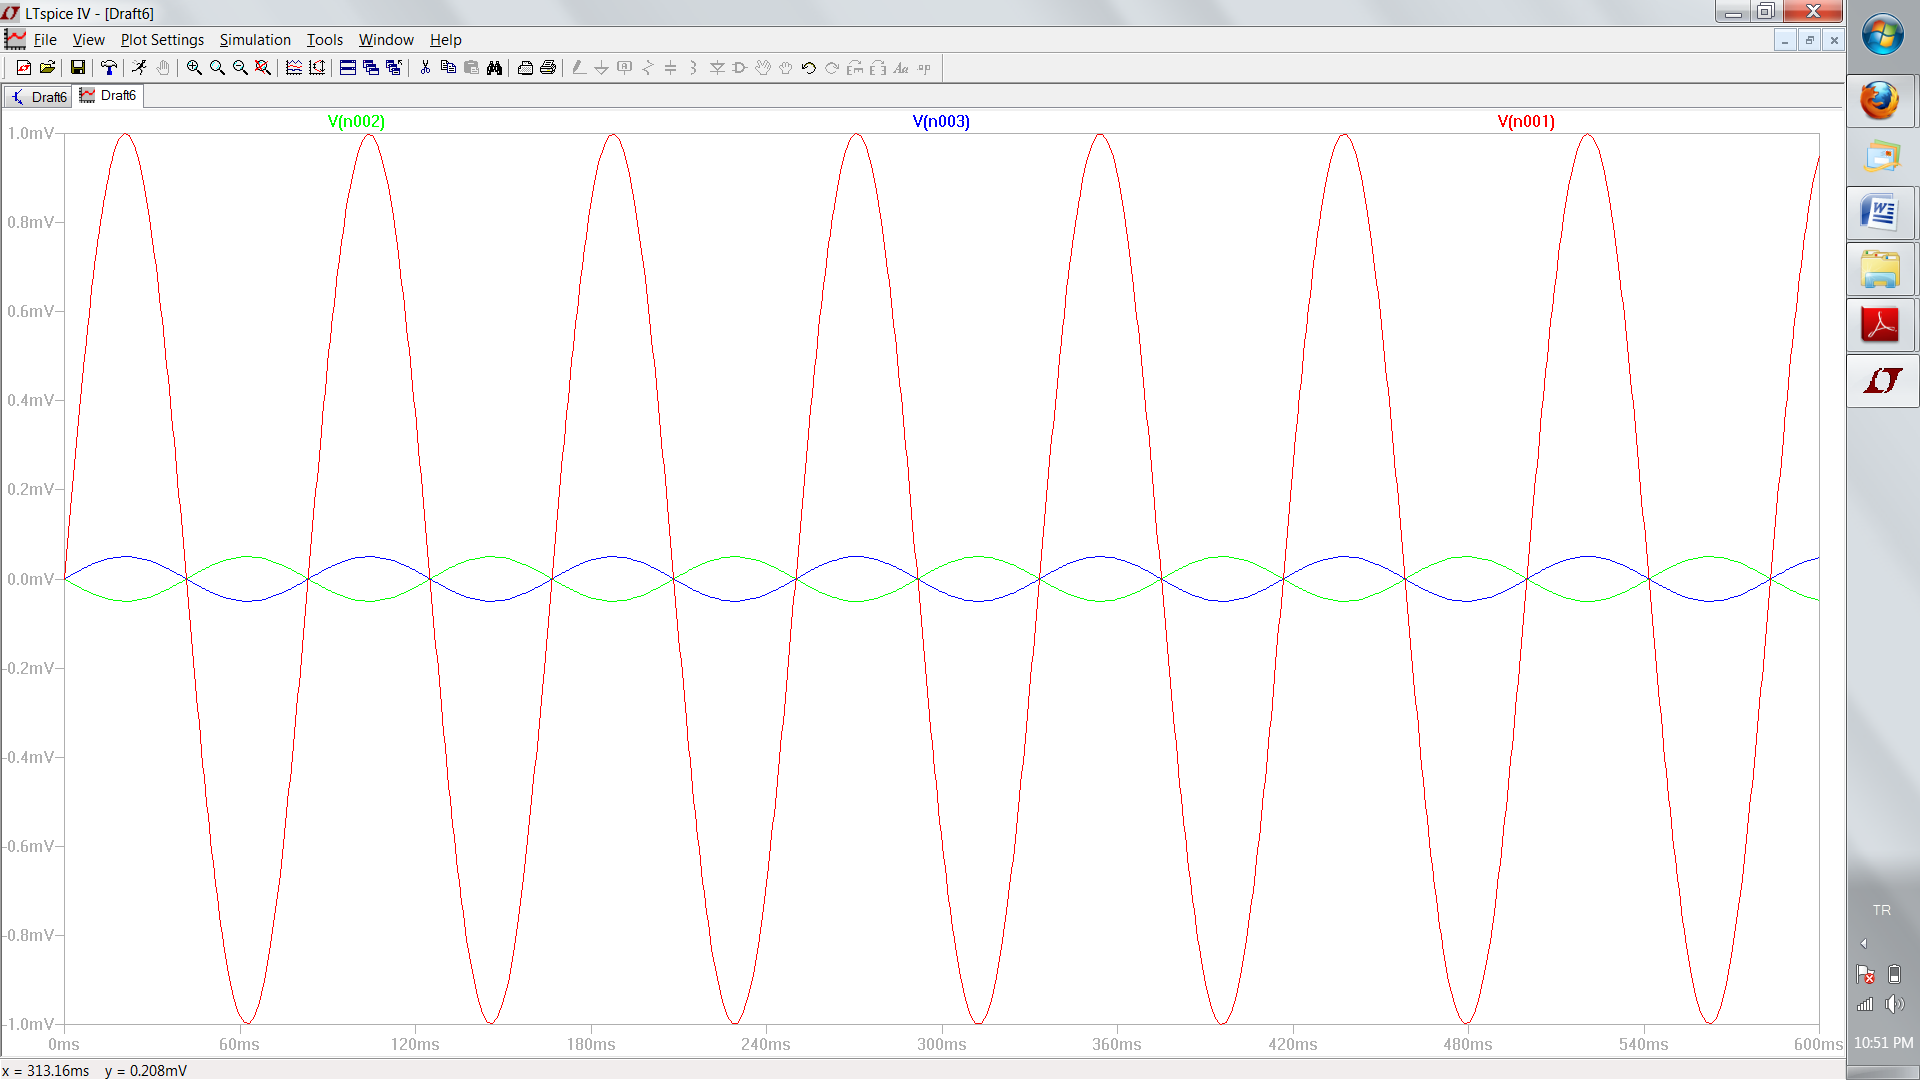 LTspice IV - [Draft6]
File View Plot Settings Simulation Tools Window Help
Draft6 Draft6
V(n002) V(n003) V(n001)
1.0mV
0.8mV
0.6mV
0.4mV
0.2mV
0.0mV
-0.2mV
-0.4mV
-0.6mV
-0.8mV
-1.0mV
0ms 60ms 120ms 180ms 240ms 300ms 360ms 420ms 480ms 540ms 600ms
x = 313.16ms y = 0.208mV
TR
10:51 PM